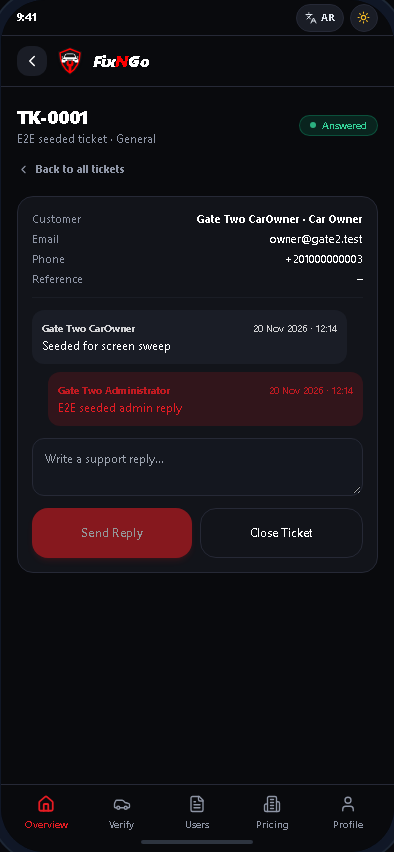 9:41
AR
FixNGo
TK-0001
E2E seeded ticket · General
Answered
Back to all tickets
Customer Gate Two CarOwner · Car Owner
Email owner@gate2.test
Phone +201000000003
Reference –
Gate Two CarOwner 20 Nov 2026 · 12:14
Seeded for screen sweep
Gate Two Administrator 20 Nov 2026 · 12:14
E2E seeded admin reply
Write a support reply...
Send Reply Close Ticket
Overview Verify Users Pricing Profile